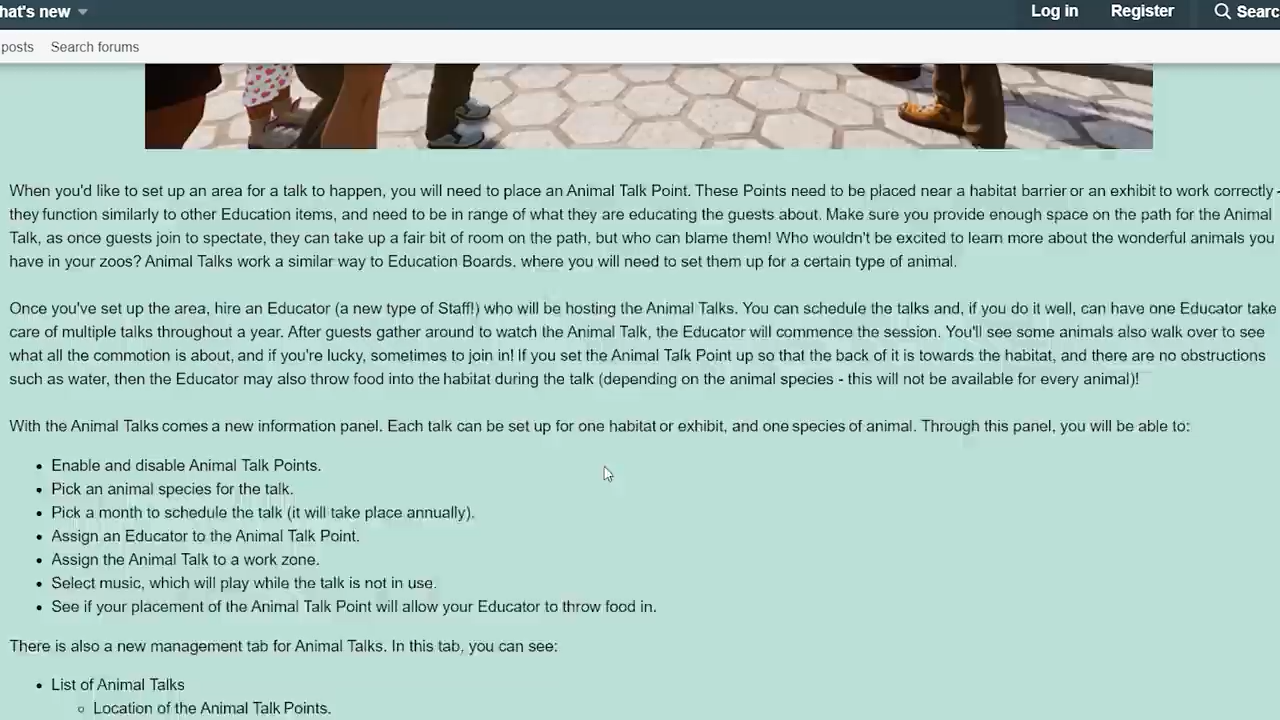 hat's new
Log in
Register
Searc
posts
Search forums
When you'd like to set up an area for a talk to happen, you will need to place an Animal Talk Point. These Points need to be placed near a habitat barrier or an exhibit to work correctly -
they function similarly to other Education items, and need to be in range of what they are educating the guests about. Make sure you provide enough space on the path for the Animal
Talk, as once guests join to spectate, they can take up a fair bit of room on the path, but who can blame them! Who wouldn't be excited to learn more about the wonderful animals you
have in your zoos? Animal Talks work a similar way to Education Boards. where you will need to set them up for a certain type of animal.
Once you've set up the area, hire an Educator (a new type of Staff!) who will be hosting the Animal Talks. You can schedule the talks and, if you do it well, can have one Educator take
care of multiple talks throughout a year. After guests gather around to watch the Animal Talk, the Educator will commence the session. You'll see some animals also walk over to see
what all the commotion is about, and if you're lucky, sometimes to join in! If you set the Animal Talk Point up so that the back of it is towards the habitat, and there are no obstructions
such as water, then the Educator may also throw food into the habitat during the talk (depending on the animal species - this will not be available for every animal)!
With the Animal Talks comes a new information panel. Each talk can be set up for one habitat or exhibit, and one species of animal. Through this panel, you will be able to:
• Enable and disable Animal Talk Points.
• Pick an animal species for the talk.
• Pick a month to schedule the talk (it will take place annually).
• Assign an Educator to the Animal Talk Point.
• Assign the Animal Talk to a work zone.
• Select music, which will play while the talk is not in use.
• See if your placement of the Animal Talk Point will allow your Educator to throw food in.
There is also a new management tab for Animal Talks. In this tab, you can see:
• List of Animal Talks
○ Location of the Animal Talk Points.